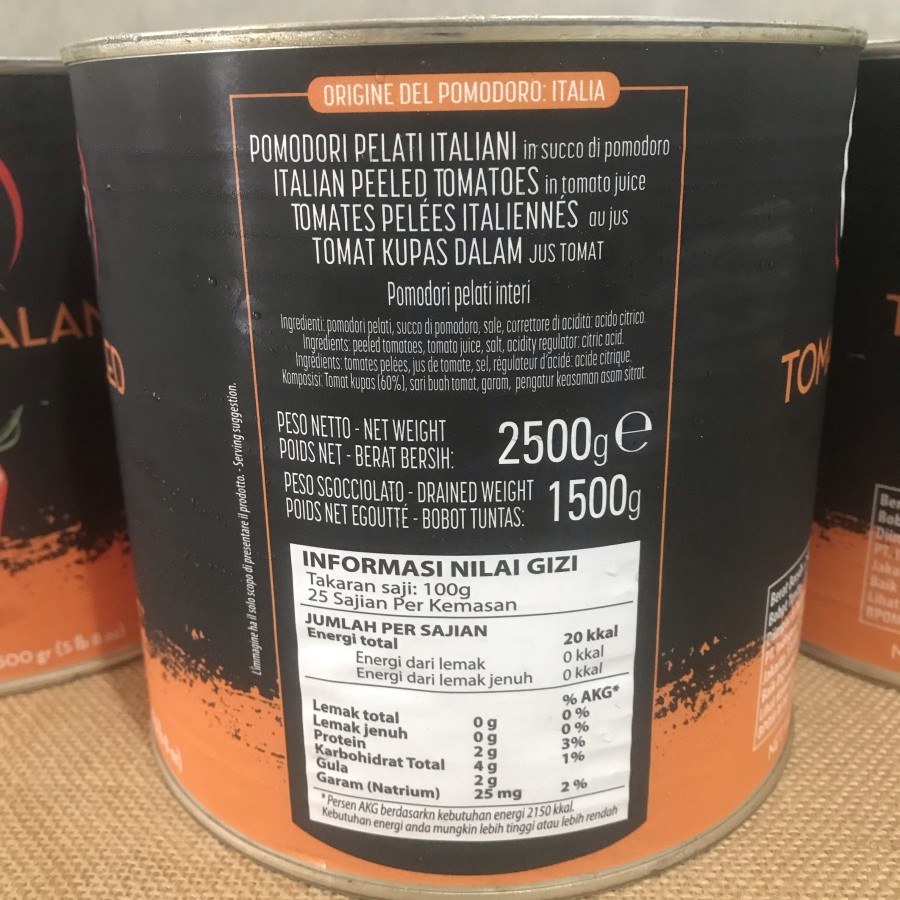 ORIGINE DEL POMODORO: ITALIA
POMODORI PELATI ITALIANI in succo di pomodoro
ITALIAN PEELED TOMATOES in tomato juice
TOMATES PELÉES ITALIENNÉS au jus
TOMAT KUPAS DALAM JUS TOMAT
Pomodori pelati interi
Ingredienti: pomodori pelati, succo di pomodoro, sale, correttore di acidità: acido citrico.
Ingredients: peeled tomatoes, tomato juice, salt, acidity regulator: citric acid.
Ingrédients: tomates pelées, jus de tomate, sel, régulateur d'acidé: acide citrique.
Komposisi: Tomat kupas (60%), sari buah tomat, garam, pengatur keasaman asam sitrat.
PESO NETTO - NET WEIGHT
POIDS NET - BERAT BERSIH: 2500g e
PESO SGOCCIOLATO - DRAINED WEIGHT
POIDS NET EGOUTTÉ - BOBOT TUNTAS: 1500g
L'immagine ha il solo scopo di presentare il prodotto. - Serving suggestion.
INFORMASI NILAI GIZI
Takaran saji: 100g
25 Sajian Per Kemasan
JUMLAH PER SAJIAN
Energi total 20 kkal
Energi dari lemak 0 kkal
Energi dari lemak jenuh 0 kkal
% AKG*
Lemak total 0 g 0 %
Lemak jenuh 0 g 0 %
Protein 2 g 3%
Karbohidrat Total 4 g 1%
Gula 2 g
Garam (Natrium) 25 mg 2 %
*Persen AKG berdasarkn kebutuhan energi 2150 kkal.
Kebutuhan energi anda mungkin lebih tinggi atau lebih rendah